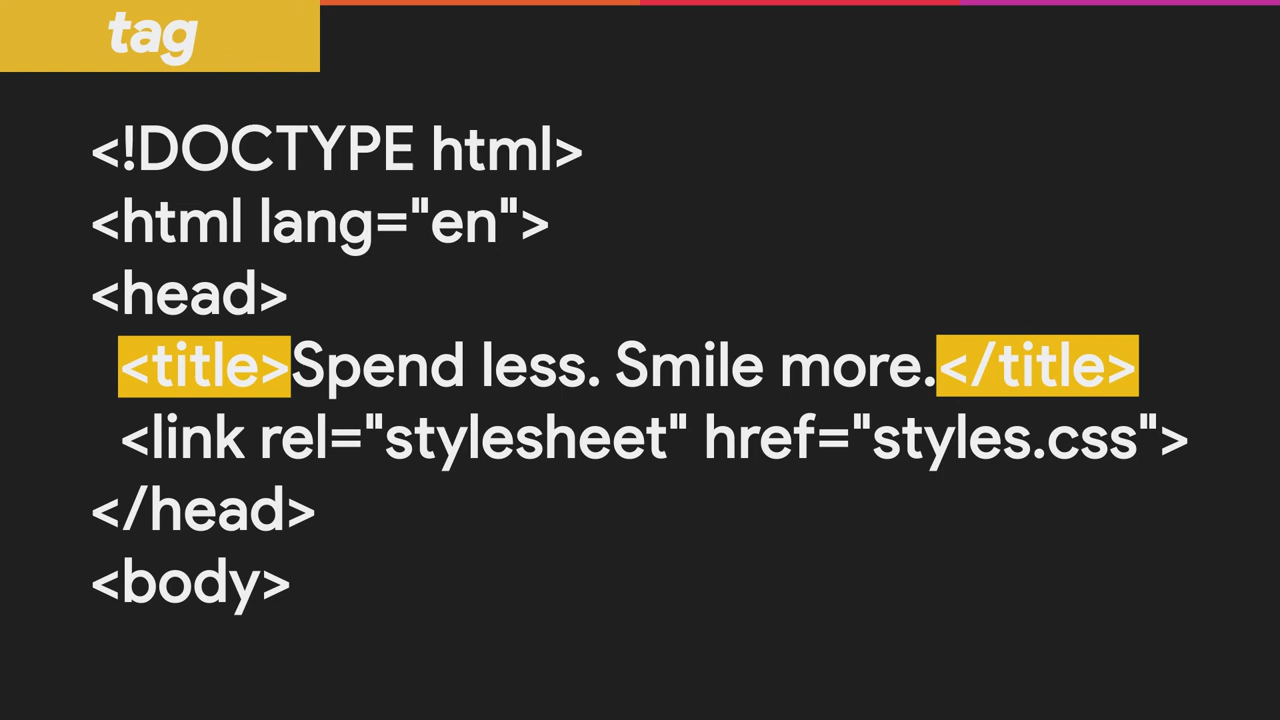 tag
<!DOCTYPE html>
<html lang="en">
<head>
<title>Spend less. Smile more.</title>
<link rel="stylesheet" href="styles.css">
</head>
<body>